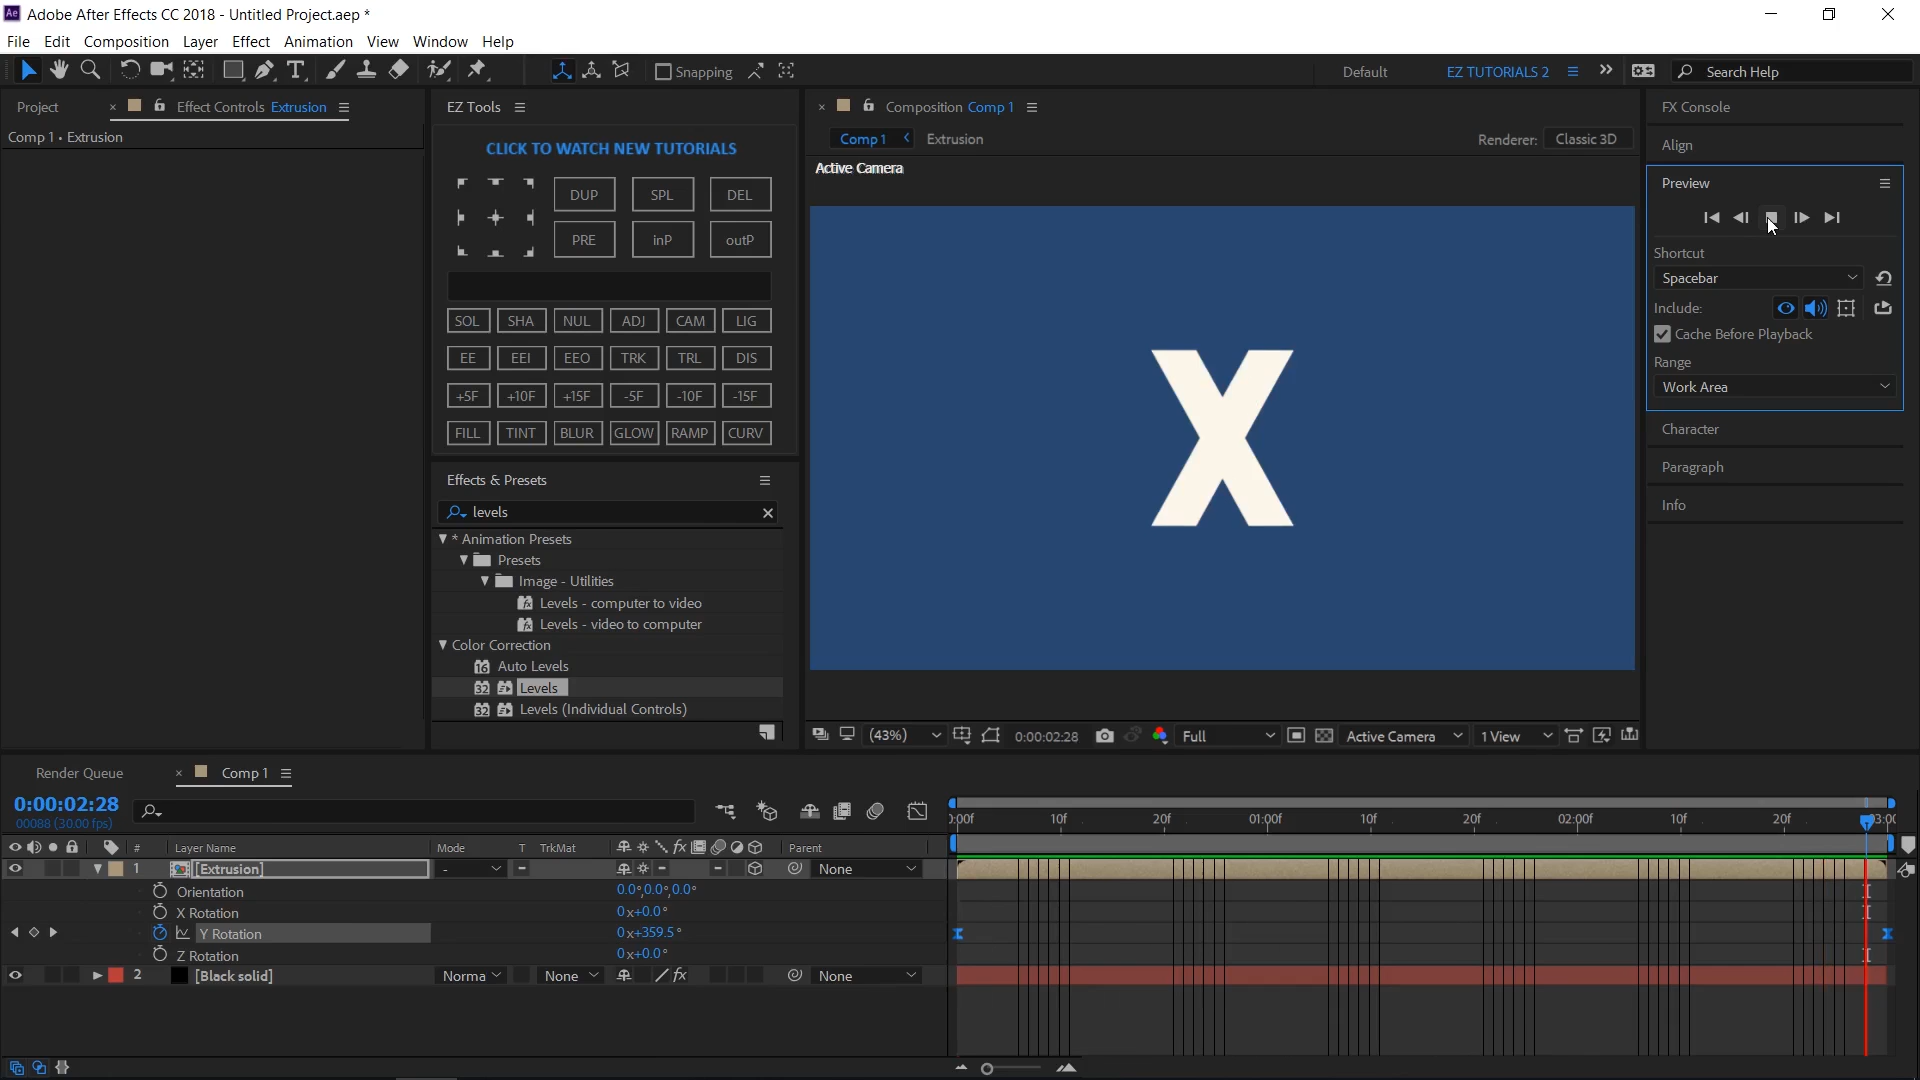 Adobe After Effects CC 2018 - Untitled Project.aep *
File Edit Composition Layer Effect Animation View Window Help
Snapping
Default
EZ TUTORIALS 2
Search Help
Project
Effect Controls Extrusion
Comp 1 • Extrusion
EZ Tools
CLICK TO WATCH NEW TUTORIALS
DUP SPL DEL
PRE inP outP
SOL SHA NUL ADJ CAM LIG
EE EEI EEO TRK TRL DIS
+5F +10F +15F -5F -10F -15F
FILL TINT BLUR GLOW RAMP CURV
Effects & Presets
levels
* Animation Presets
Presets
Image - Utilities
Levels - computer to video
Levels - video to computer
Color Correction
Auto Levels
Levels
Levels (Individual Controls)
Composition Comp 1
Comp 1 Extrusion
Renderer: Classic 3D
Active Camera
X
(43%) 0:00:02:28 Full Active Camera 1 View
FX Console
Align
Preview
Shortcut
Spacebar
Include:
Cache Before Playback
Range
Work Area
Character
Paragraph
Info
Render Queue
Comp 1
0:00:02:28
00088 (30.00 fps)
# Layer Name Mode T TrkMat Parent
1 [Extrusion] - None
Orientation 0.0°,0.0°,0.0°
X Rotation 0x+0.0°
Y Rotation 0x+359.5°
Z Rotation 0x+0.0°
2 [Black solid] Norma None None
10f 20f 01:00f 10f 20f 02:00f 10f 20f